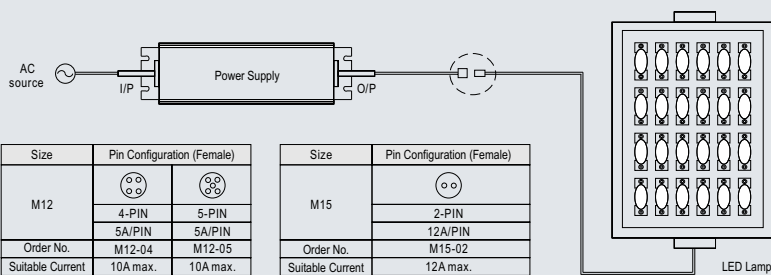 AC
source
I/P
Power Supply
O/P
Size Pin Configuration (Female)
M12
4-PIN 5-PIN
5A/PIN 5A/PIN
Order No. M12-04 M12-05
Suitable Current 10A max. 10A max.
Size Pin Configuration (Female)
M15
2-PIN
12A/PIN
Order No. M15-02
Suitable Current 12A max.
LED Lamp